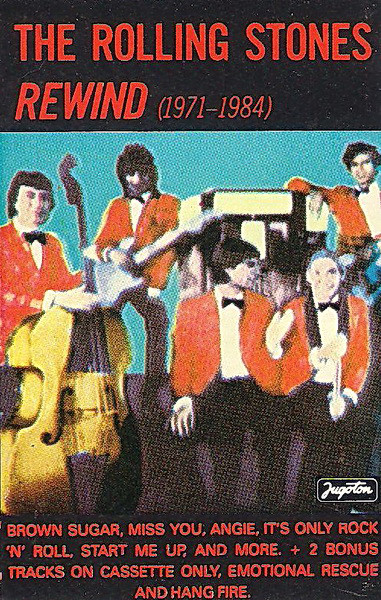 THE ROLLING STONES
REWIND (1971–1984)
Jugoton
BROWN SUGAR, MISS YOU, ANGIE, IT'S ONLY ROCK
'N' ROLL, START ME UP, AND MORE. + 2 BONUS
TRACKS ON CASSETTE ONLY, EMOTIONAL RESCUE
AND HANG FIRE.